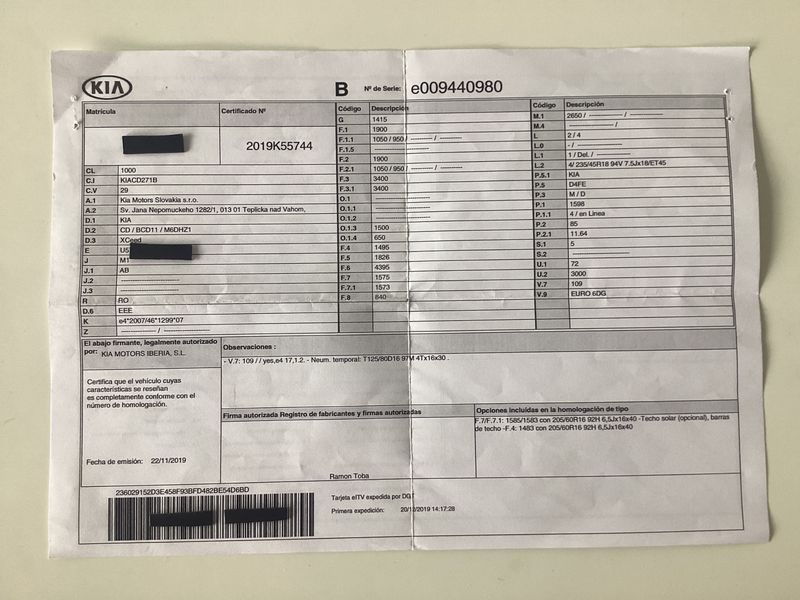 KIA
B Nº de Serie: e009440980
Matrícula
Certificado Nº
2019K55744
CL 1000
C.I KIACD271B
C.V 29
A.1 Kia Motors Slovakia s.r.o.
A.2 Sv. Jana Nepomuckeho 1282/1, 013 01 Teplicka nad Vahom,
D.1 KIA
D.2 CD / BCD11 / M6DHZ1
D.3 XCeed
E U5
J M1
J.1 AB
J.2 --------------------
J.3 --------------------
R RO
D.6 EEE
K e4*2007/46*1299*07
Z ------------ / ---------------
Código Descripción
G 1415
F.1 1900
F.1.1 1050 / 950 / ---------- / ----------
F.1.5 --------------------
F.2 1900
F.2.1 1050 / 950 / ---------- / ----------
F.3 3400
F.3.1 3400
O.1 --------------------
O.1.1 --------------------
O.1.2 --------------------
O.1.3 1500
O.1.4 650
F.4 1495
F.5 1826
F.6 4395
F.7 1575
F.7.1 1573
F.8 840
Código Descripción
M.1 2650 / ------------ / ------------
M.4 ---------------- /
L 2 / 4
L.0 - / --------------------
L.1 1 / Del. / --------------------
L.2 4/ 235/45R18 94V 7.5Jx18/ET45
P.5.1 KIA
P.5 D4FE
P.3 M / D
P.1 1598
P.1.1 4 / en Linea
P.2 85
P.2.1 11.64
S.1 5
S.2 --------------------
U.1 72
U.2 3000
V.7 109
V.9 EURO 6DG
El abajo firmante, legalmente autorizado
por: KIA MOTORS IBERIA, S.L.
Certifica que el vehículo cuyas
características se reseñan
es completamente conforme con el
número de homologación.
Fecha de emisión: 22/11/2019
Observaciones :
- V.7: 109 / / yes,e4 17,1.2. - Neum. temporal: T125/80D16 97M 4Tx16x30 .
Firma autorizada Registro de fabricantes y firmas autorizadas
Ramon Toba
Opciones incluidas en la homologación de tipo
F.7/F.7.1: 1585/1583 con 205/60R16 92H 6,5Jx16x40 -Techo solar (opcional), barras
de techo -F.4: 1483 con 205/60R16 92H 6,5Jx16x40
236029152D3E458F93BFD482BE54D6BD
Tarjeta eITV expedida por DGT
Primera expedición: 20/12/2019 14:17:28